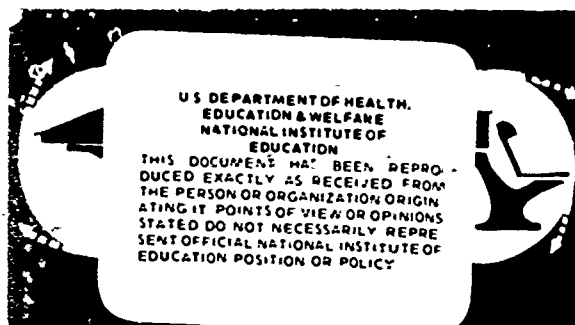 U S DEPARTMENT OF HEALTH,
EDUCATION & WELFARE
NATIONAL INSTITUTE OF
EDUCATION
THIS DOCUMENT HAS BEEN REPRO-
DUCED EXACTLY AS RECEIVED FROM
THE PERSON OR ORGANIZATION ORIGIN
ATING IT POINTS OF VIEW OR OPINIONS
STATED DO NOT NECESSARILY REPRE
SENT OFFICIAL NATIONAL INSTITUTE OF
EDUCATION POSITION OR POLICY